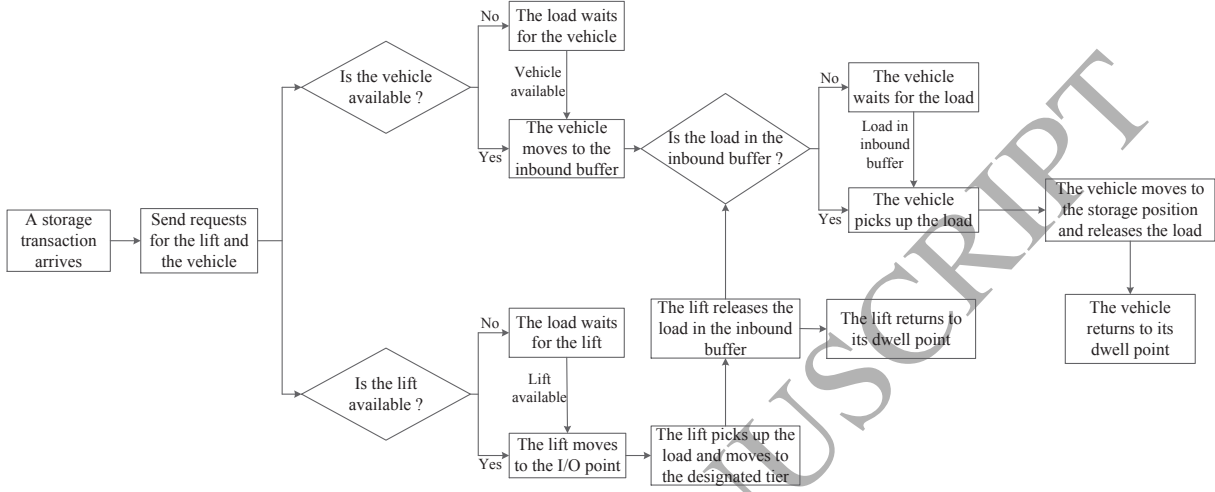 A storage
transaction
arrives
Send requests
for the lift and
the vehicle
Is the vehicle
available ?
No
The load waits
for the vehicle
Vehicle
available
Yes
The vehicle
moves to the
inbound buffer
Is the load in the
inbound buffer ?
No
The vehicle
waits for the load
Load in
inbound
buffer
Yes
The vehicle
picks up the load
The vehicle moves to
the storage position
and releases the load
The vehicle
returns to its
dwell point
Is the lift
available ?
No
The load waits
for the lift
Lift
available
Yes
The lift moves
to the I/O point
The lift picks up the
load and moves to
the designated tier
The lift releases the
load in the inbound
buffer
The lift returns to
its dwell point
NUSCRIPT